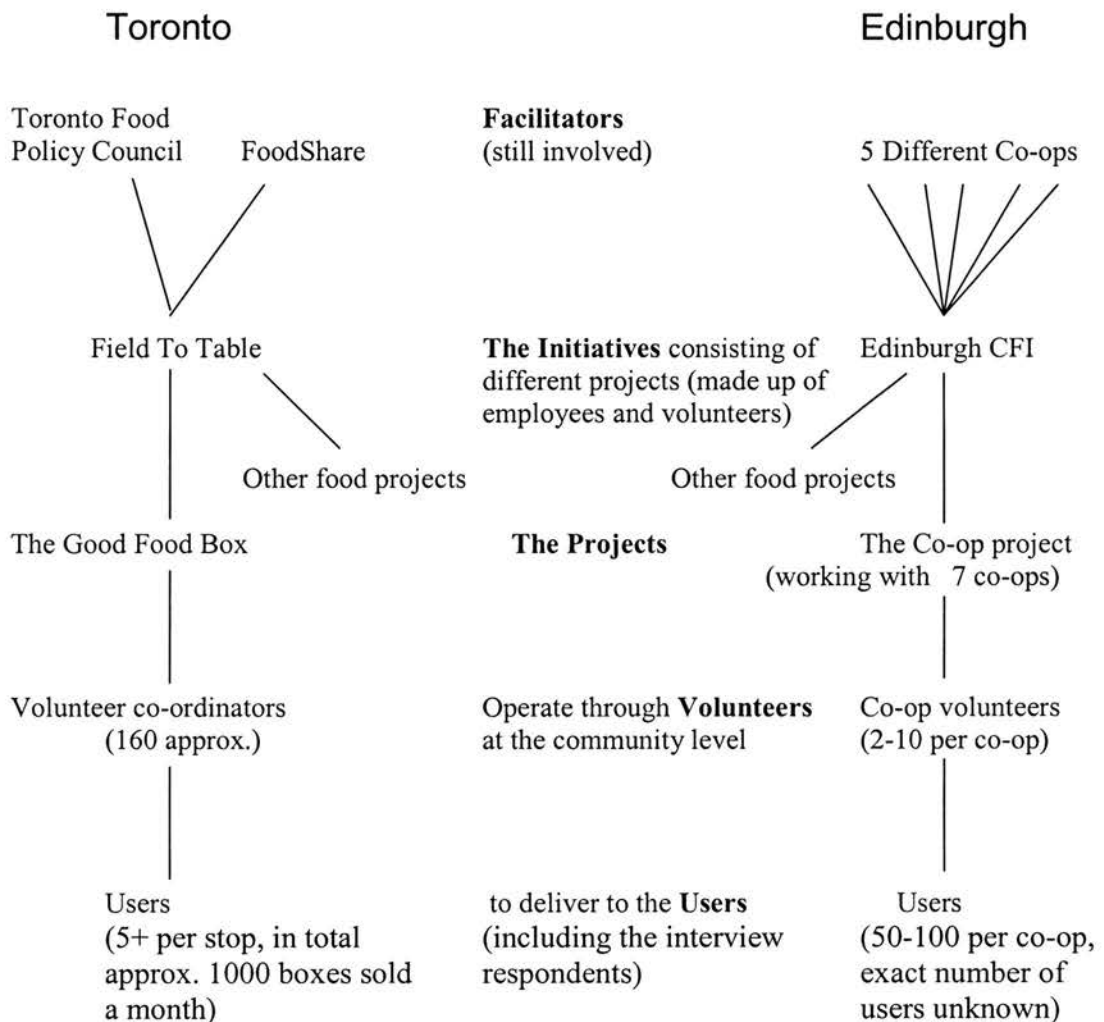 Toronto
Edinburgh
Toronto Food
Policy Council
FoodShare
Facilitators
(still involved)
5 Different Co-ops
Field To Table
The Initiatives consisting of
different projects (made up of
employees and volunteers)
Edinburgh CFI
Other food projects
Other food projects
The Good Food Box
The Projects
The Co-op project
(working with 7 co-ops)
Volunteer co-ordinators
(160 approx.)
Operate through Volunteers
at the community level
Co-op volunteers
(2-10 per co-op)
Users
(5+ per stop, in total
approx. 1000 boxes sold
a month)
to deliver to the Users
(including the interview
respondents)
Users
(50-100 per co-op,
exact number of
users unknown)